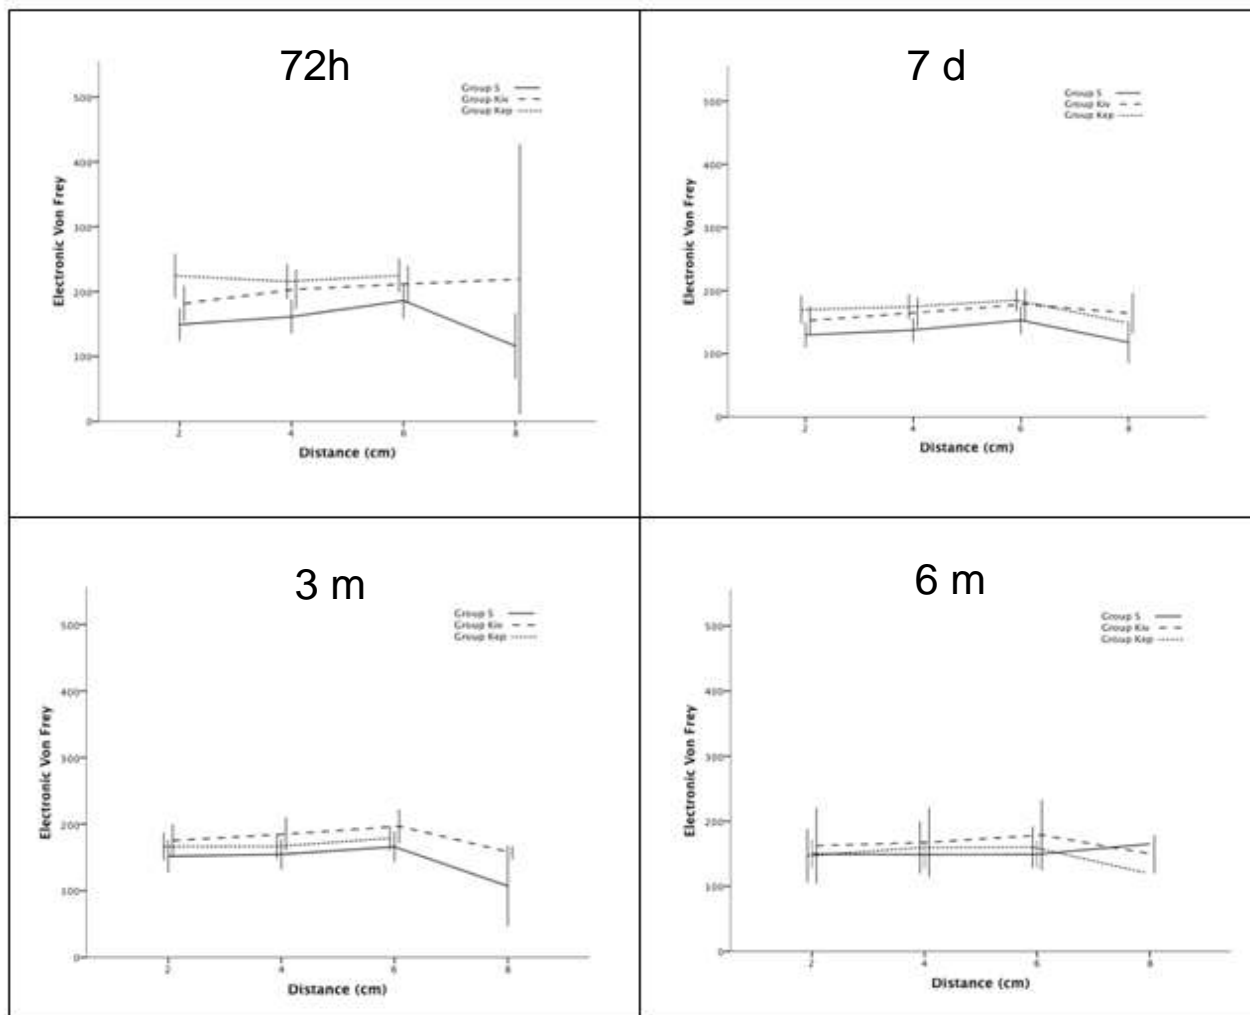 72h
Group S
Group Kiv
Group Kep
500
400
300
200
100
0
Electronic Von Frey
2
4
6
8
Distance (cm)
7 d
Group S
Group Kiv
Group Kep
500
400
300
200
100
0
Electronic Von Frey
2
4
6
8
Distance (cm)
3 m
Group S
Group Kiv
Group Kep
500
400
300
200
100
0
Electronic Von Frey
2
4
6
8
Distance (cm)
6 m
Group S
Group Kiv
Group Kep
500
400
300
200
100
0
Electronic Von Frey
2
4
6
8
Distance (cm)